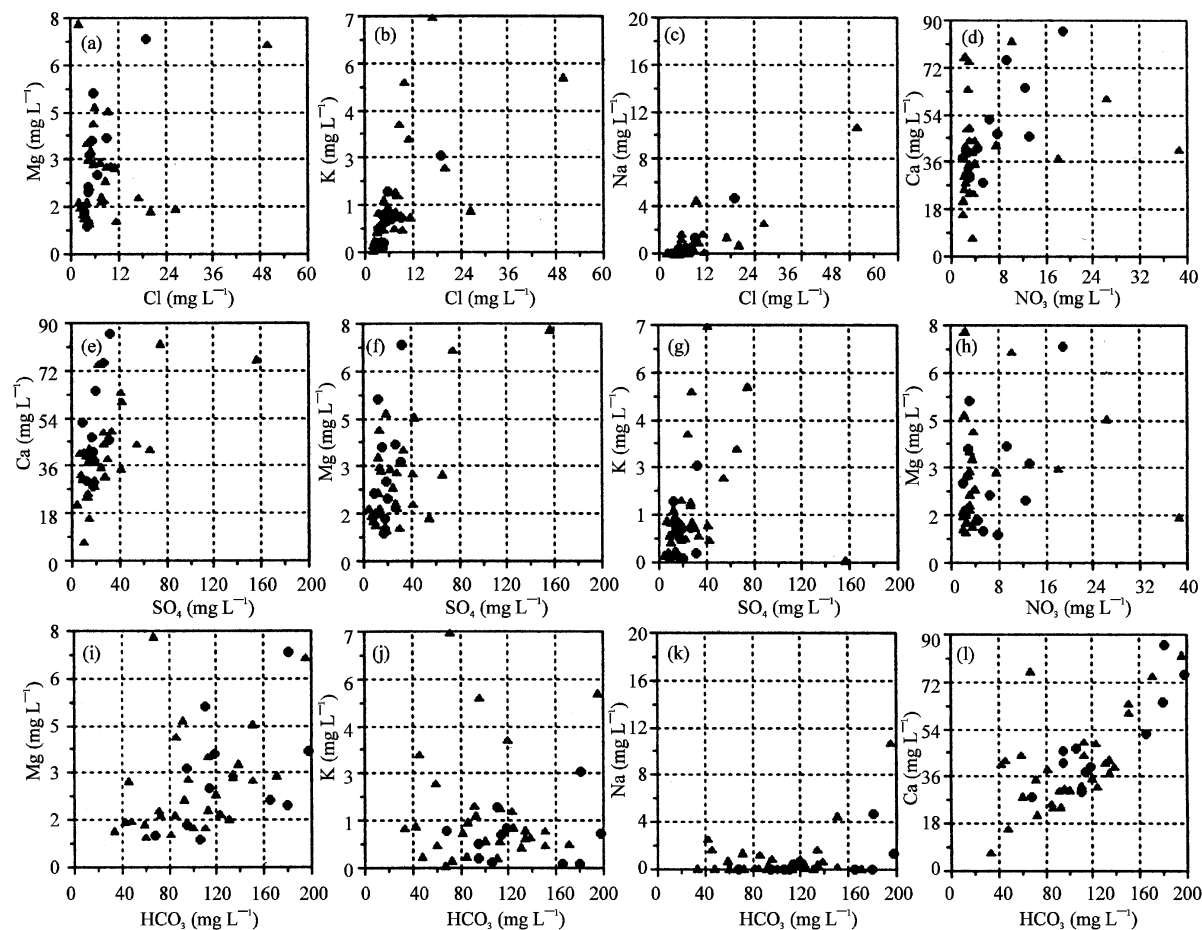 (a)
Mg (mg L⁻¹)
8
6
5
3
2
0
0 12 24 36 48 60
Cl (mg L⁻¹)
(b)
K (mg L⁻¹)
7
6
4
3
1
0
0 12 24 36 48 60
Cl (mg L⁻¹)
(c)
Na (mg L⁻¹)
20
16
12
8
4
0
0 12 24 36 48 60
Cl (mg L⁻¹)
(d)
Ca (mg L⁻¹)
90
72
54
36
18
0
0 8 16 24 32 40
NO₃ (mg L⁻¹)
(e)
Ca (mg L⁻¹)
90
72
54
36
18
0
0 40 80 120 160 200
SO₄ (mg L⁻¹)
(f)
Mg (mg L⁻¹)
8
6
5
3
2
0
0 40 80 120 160 200
SO₄ (mg L⁻¹)
(g)
K (mg L⁻¹)
7
6
4
3
1
0
0 40 80 120 160 200
SO₄ (mg L⁻¹)
(h)
Mg (mg L⁻¹)
8
6
5
3
2
0
0 8 16 24 32 40
NO₃ (mg L⁻¹)
(i)
Mg (mg L⁻¹)
8
6
5
3
2
0
0 40 80 120 160 200
HCO₃ (mg L⁻¹)
(j)
K (mg L⁻¹)
7
6
4
3
1
0
0 40 80 120 160 200
HCO₃ (mg L⁻¹)
(k)
Na (mg L⁻¹)
20
16
12
8
4
0
0 40 80 120 160 200
HCO₃ (mg L⁻¹)
(l)
Ca (mg L⁻¹)
90
72
54
36
18
0
0 40 80 120 160 200
HCO₃ (mg L⁻¹)